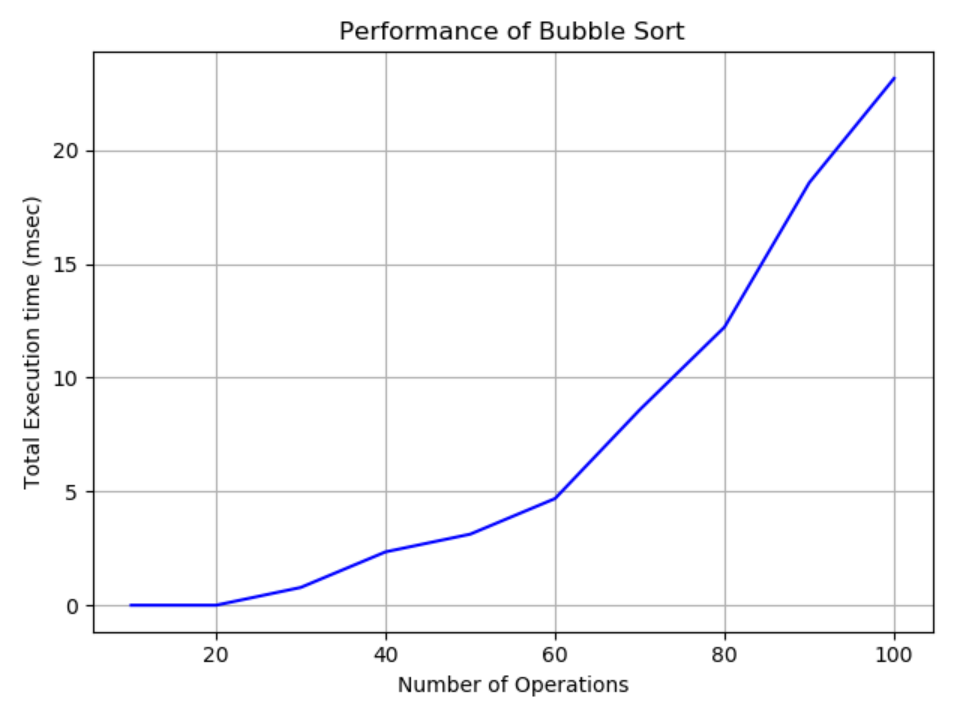 Performance of Bubble Sort
20
15
10
5
0
Total Execution time (msec)
20 40 60 80 100
Number of Operations